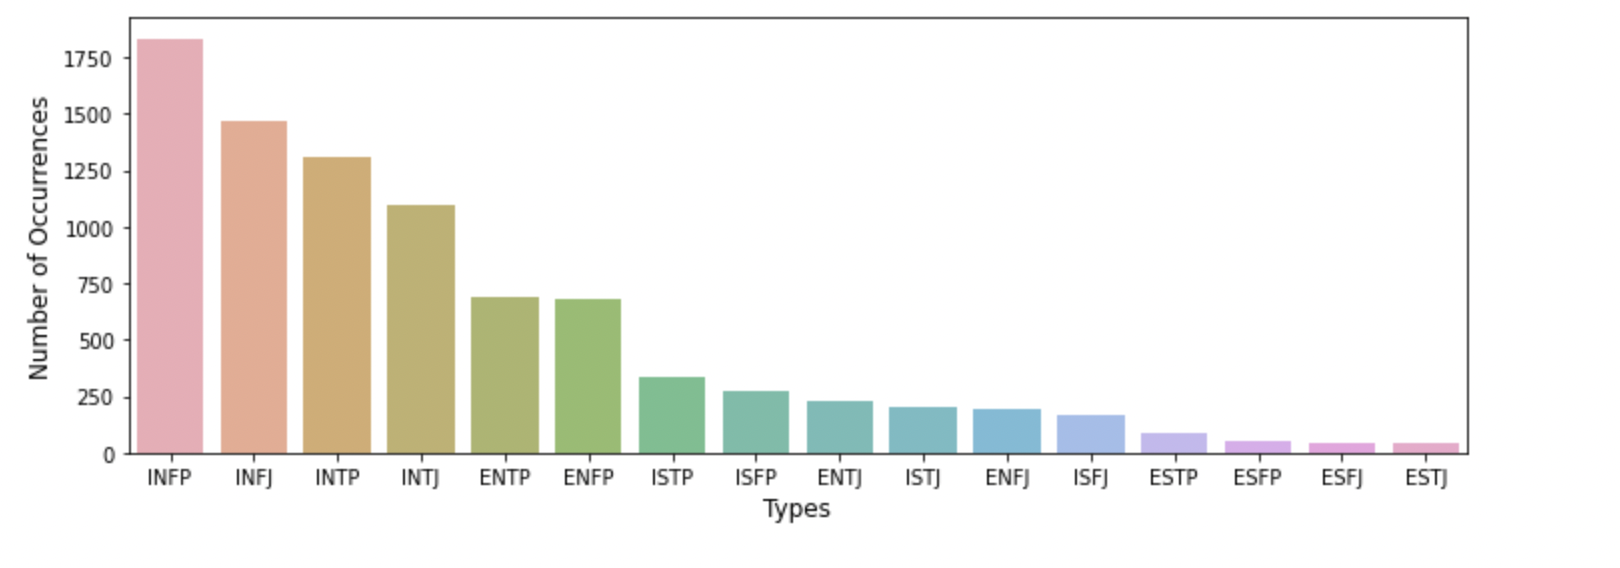 Number of Occurrences
1750
1500
1250
1000
750
500
250
0
INFP INFJ INTP INTJ ENTP ENFP ISTP ISFP ENTJ ISTJ ENFJ ISFJ ESTP ESFP ESFJ ESTJ
Types